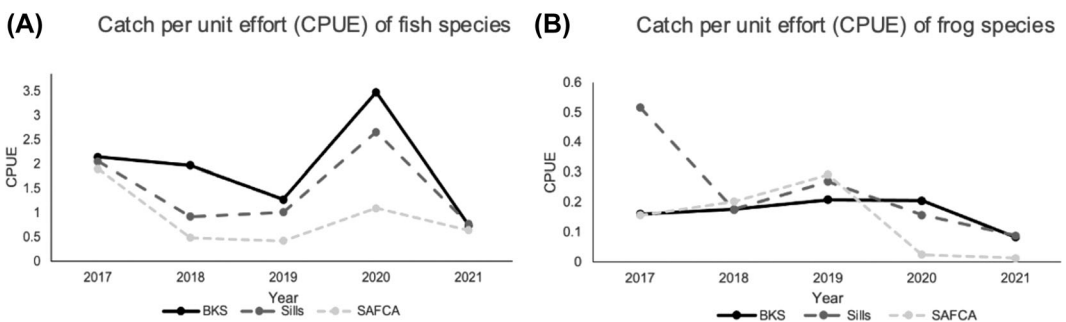 (A) Catch per unit effort (CPUE) of fish species
3.5
3
2.5
2
1.5
1
0.5
0
CPUE
2017 2018 2019 2020 2021
Year
BKS Sills SAFCA
(B) Catch per unit effort (CPUE) of frog species
0.6
0.5
0.4
0.3
0.2
0.1
0
CPUE
2017 2018 2019 2020 2021
Year
BKS Sills SAFCA